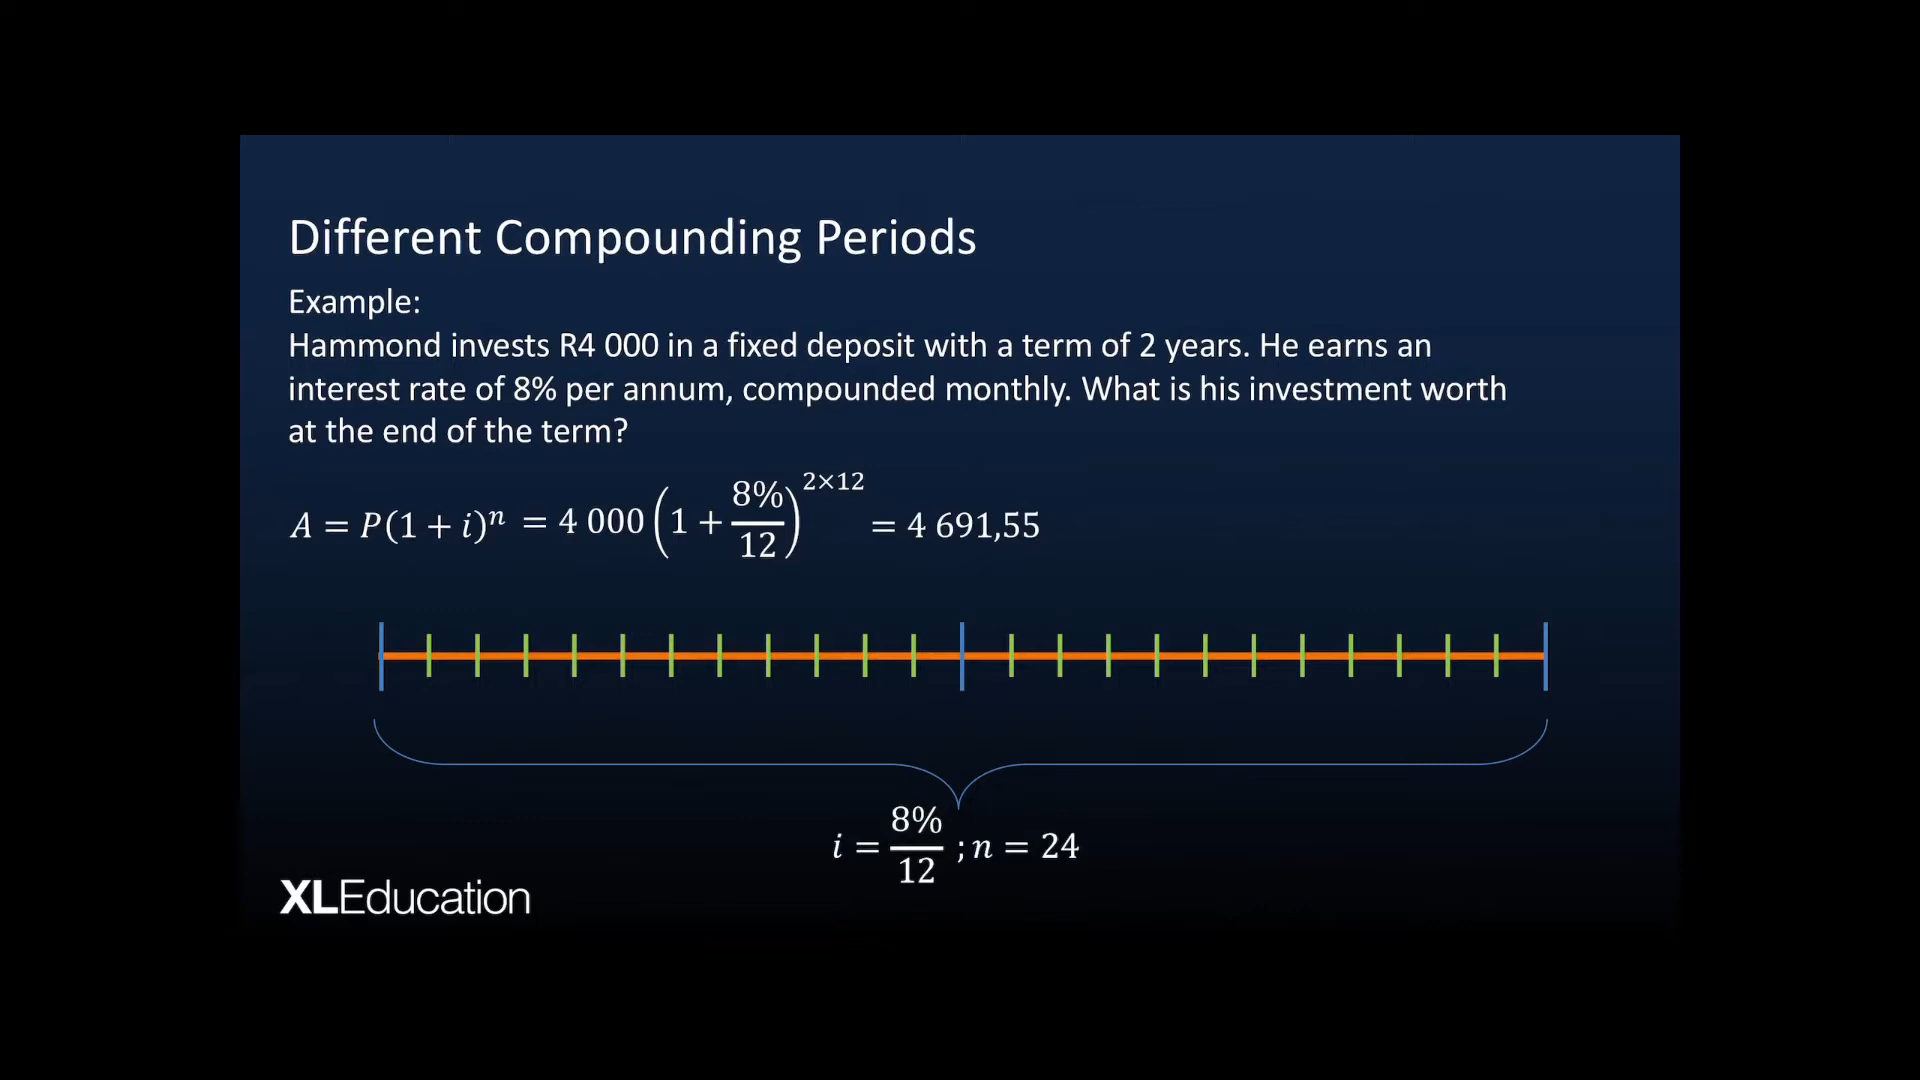 Different Compounding Periods
Example:
Hammond invests R4 000 in a fixed deposit with a term of 2 years. He earns an
interest rate of 8% per annum, compounded monthly. What is his investment worth
at the end of the term?
A = P(1 + i)ⁿ = 4 000(1 + 8%/12)^2×12 = 4 691,55
i = 8%/12 ; n = 24
XLEducation